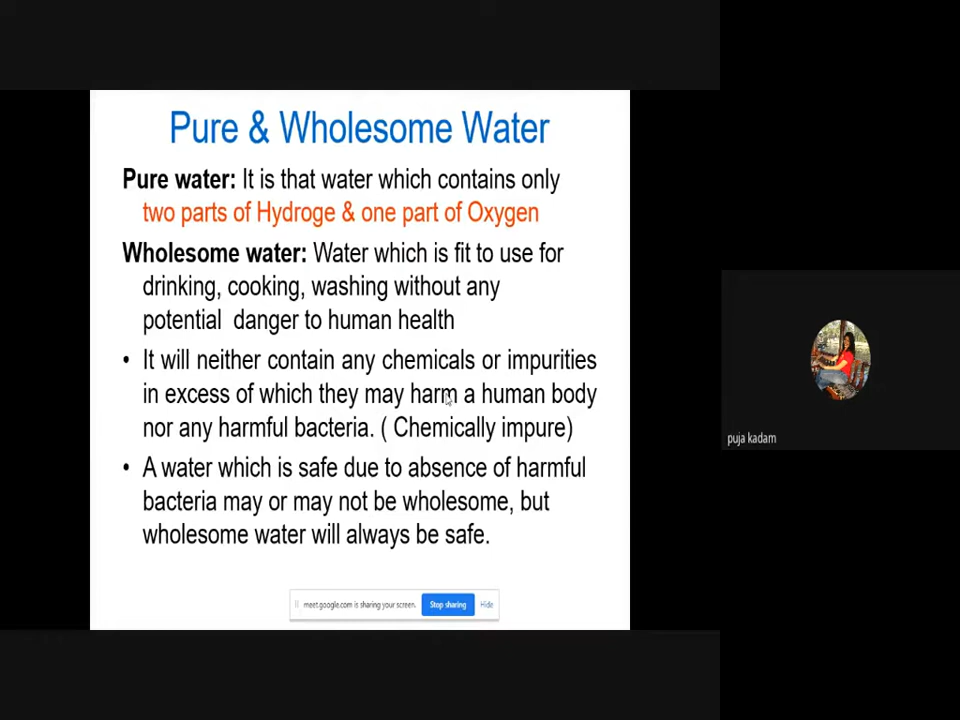 Pure & Wholesome Water
Pure water: It is that water which contains only
two parts of Hydroge & one part of Oxygen
Wholesome water: Water which is fit to use for
drinking, cooking, washing without any
potential danger to human health
• It will neither contain any chemicals or impurities
in excess of which they may harm a human body
nor any harmful bacteria. ( Chemically impure)
• A water which is safe due to absence of harmful
bacteria may or may not be wholesome, but
wholesome water will always be safe.
meet.google.com is sharing your screen. Stop sharing Hide
puja kadam